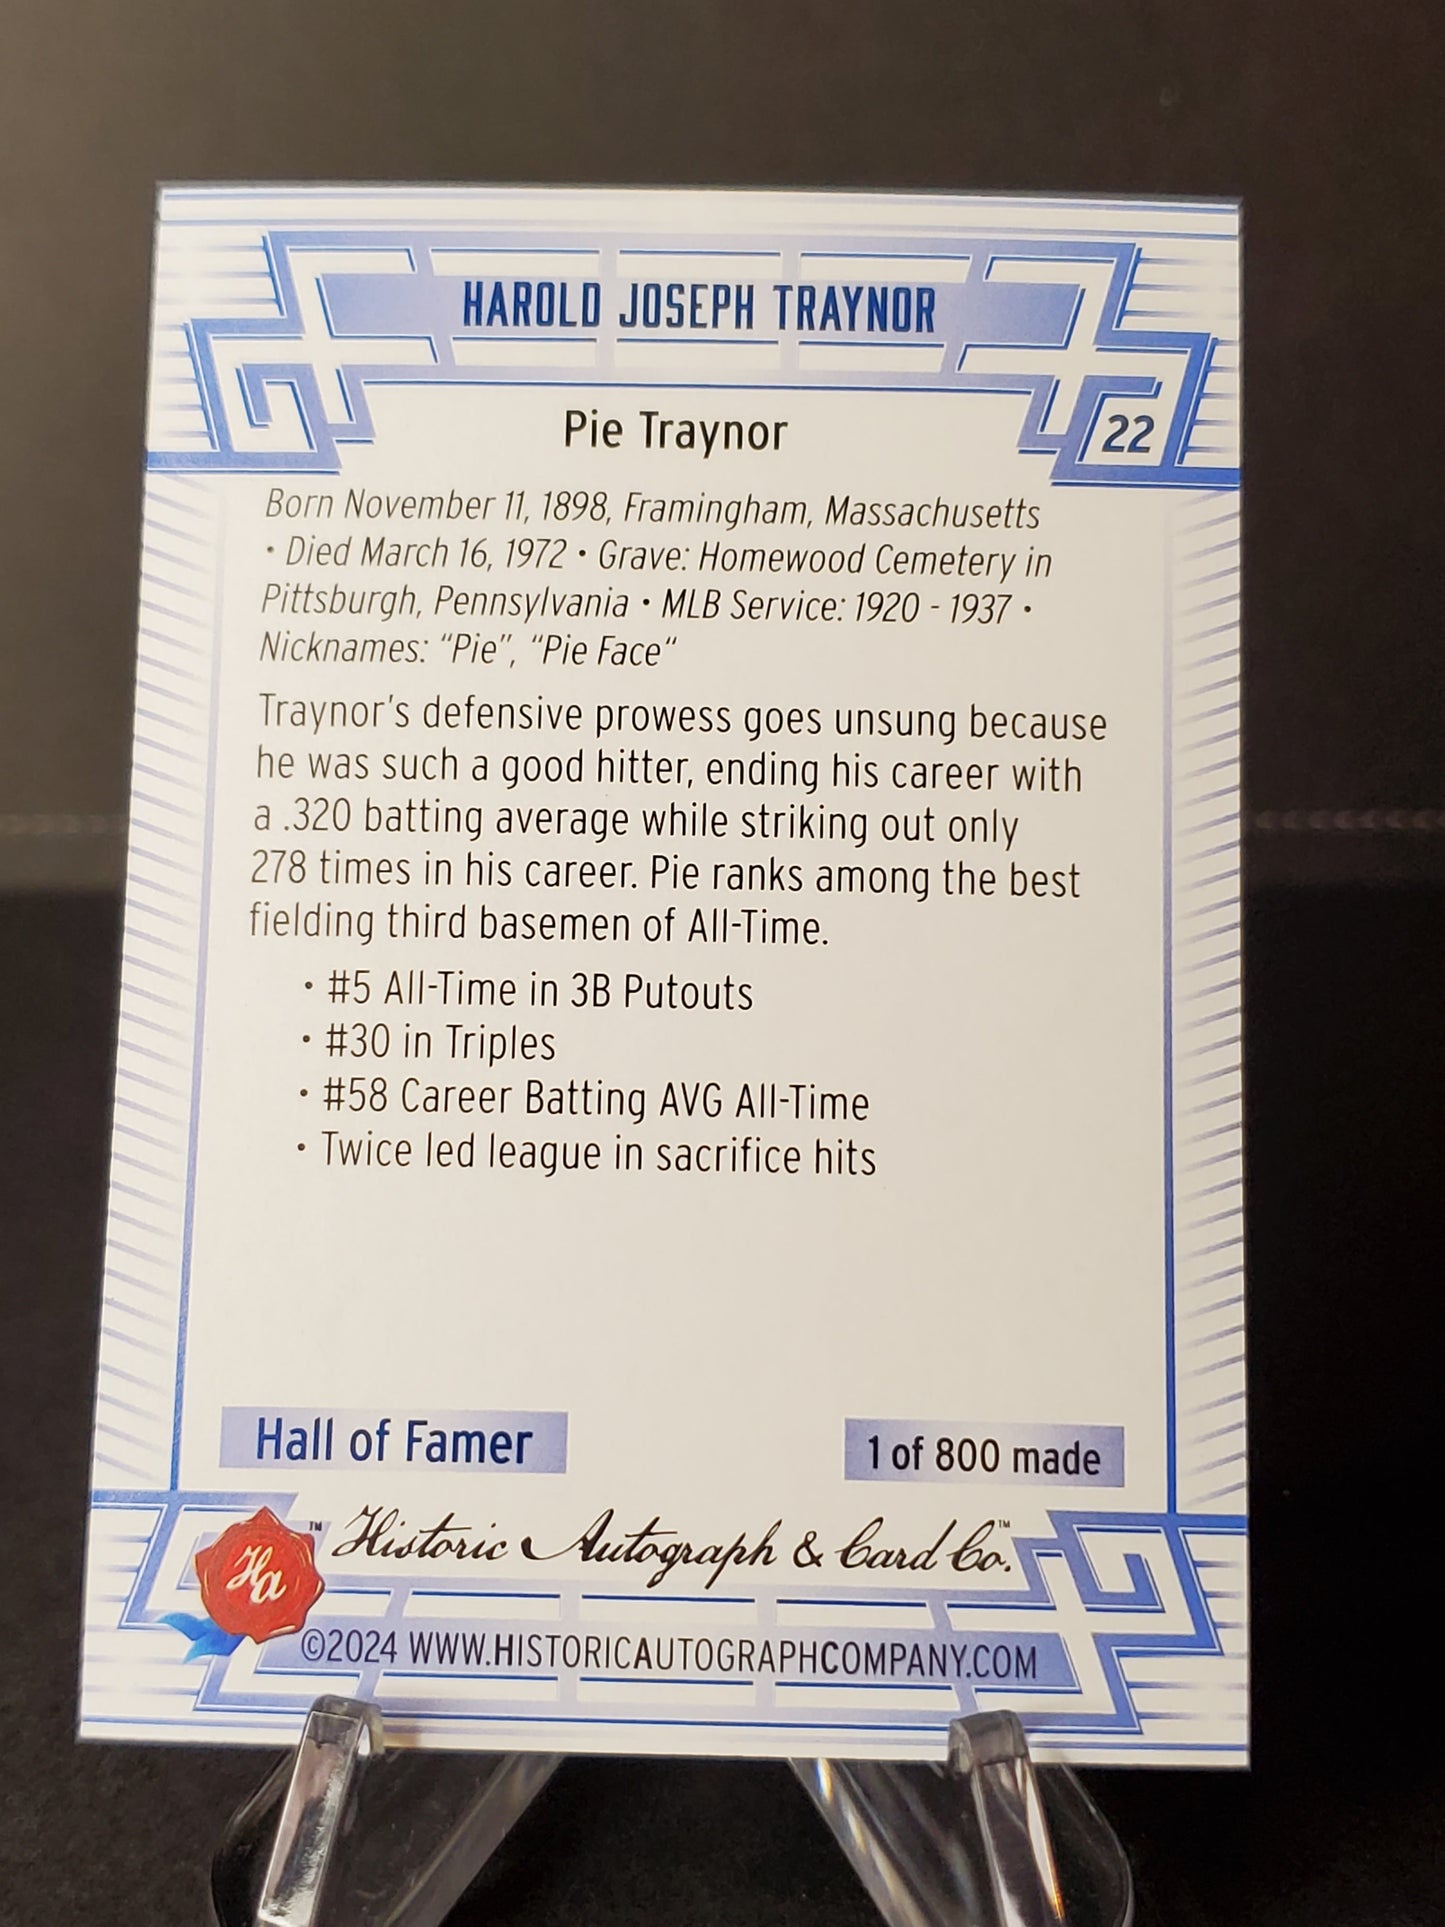 HAROLD JOSEPH TRAYNOR
Pie Traynor
22
Born November 11, 1898, Framingham, Massachusetts
• Died March 16, 1972 • Grave: Homewood Cemetery in
Pittsburgh, Pennsylvania • MLB Service: 1920 - 1937 •
Nicknames: “Pie”, “Pie Face“
Traynor's defensive prowess goes unsung because
he was such a good hitter, ending his career with
a .320 batting average while striking out only
278 times in his career. Pie ranks among the best
fielding third basemen of All-Time.
• #5 All-Time in 3B Putouts
• #30 in Triples
• #58 Career Batting AVG All-Time
• Twice led league in sacrifice hits
Hall of Famer
1 of 800 made
Ha ™ Historic Autograph & Card Co.™
©2024 WWW.HISTORICAUTOGRAPHCOMPANY.COM